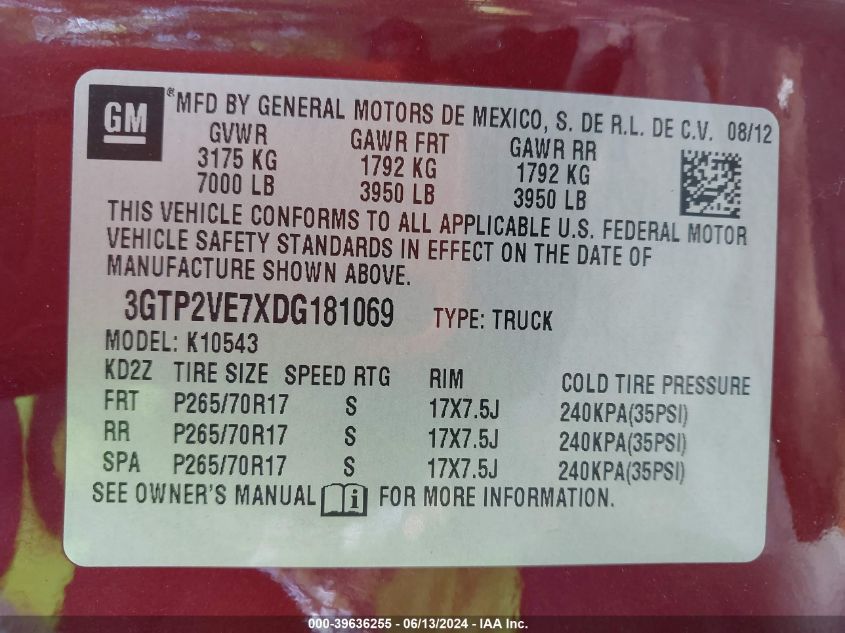 GM
® MFD BY GENERAL MOTORS DE MEXICO, S. DE R.L. DE C.V. 08/12
GVWR GAWR FRT GAWR RR
3175 KG 1792 KG 1792 KG
7000 LB 3950 LB 3950 LB
THIS VEHICLE CONFORMS TO ALL APPLICABLE U.S. FEDERAL MOTOR
VEHICLE SAFETY STANDARDS IN EFFECT ON THE DATE OF
MANUFACTURE SHOWN ABOVE.
3GTP2VE7XDG181069 TYPE: TRUCK
MODEL: K10543
KD2Z TIRE SIZE SPEED RTG RIM COLD TIRE PRESSURE
FRT P265/70R17 S 17X7.5J 240KPA(35PSI)
RR P265/70R17 S 17X7.5J 240KPA(35PSI)
SPA P265/70R17 S 17X7.5J 240KPA(35PSI)
SEE OWNER'S MANUAL i FOR MORE INFORMATION.
000-39636255 - 06/13/2024 - IAA Inc.